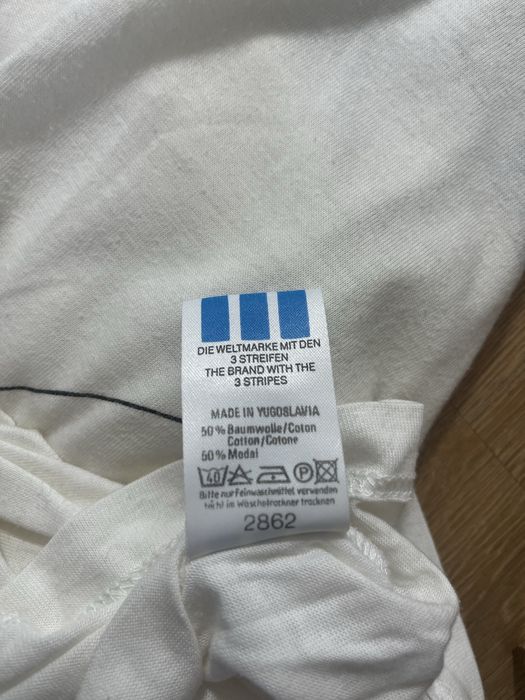 DIE WELTMARKE MIT DEN
3 STREIFEN
THE BRAND WITH THE
3 STRIPES
MADE IN YUGOSLAVIA
50% Baumwolle/Coton
Cotton/Cotone
50% Modal
40 P
Bitte nur Feinwaschmittel verwenden
nicht im Wäschetrockner trocknen
2862